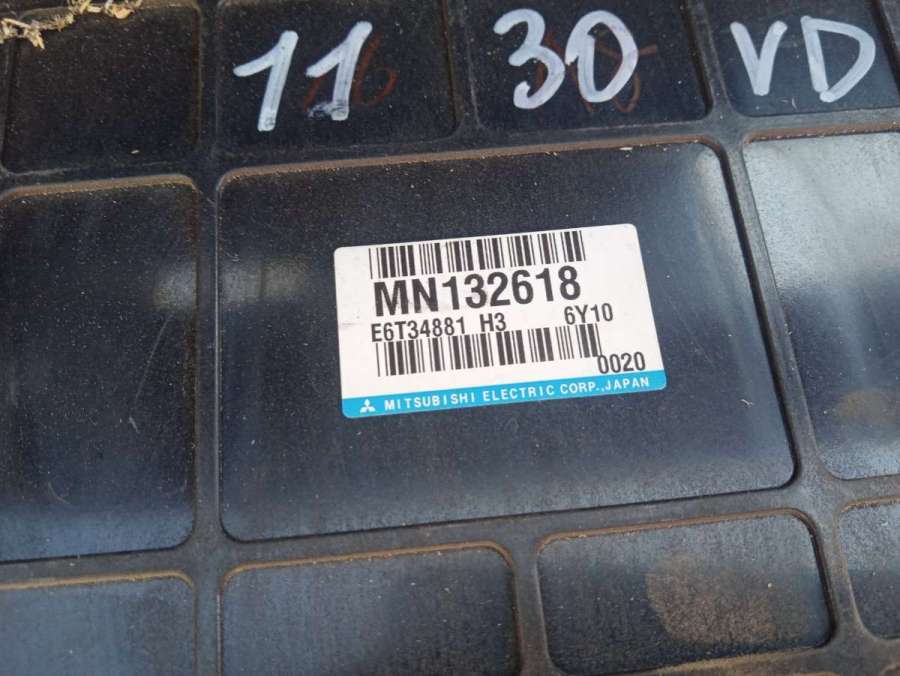 11 30 VD
MN132618
E6T34881 H3 6Y10
0020
MITSUBISHI ELECTRIC CORP.,JAPAN